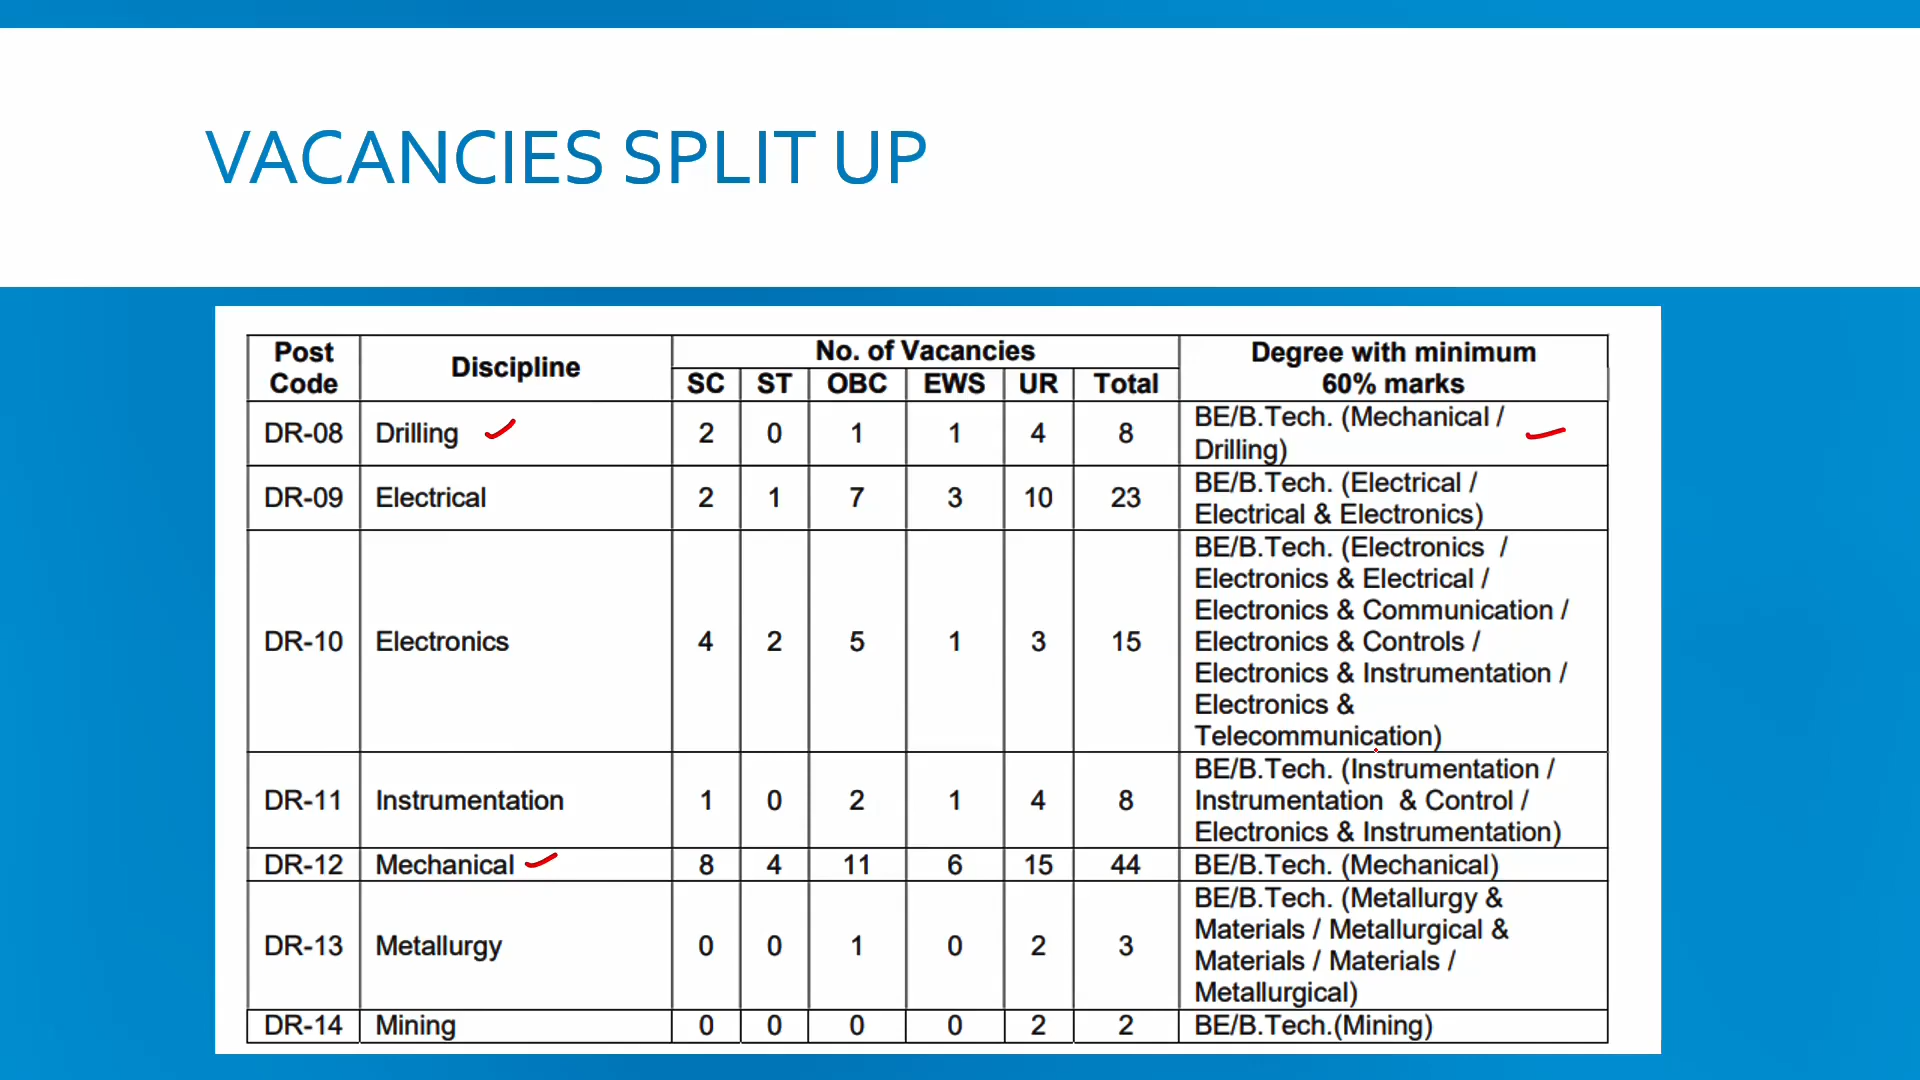 VACANCIES SPLIT UP
Post Code Discipline No. of Vacancies Degree with minimum 60% marks
SC ST OBC EWS UR Total
DR-08 Drilling 2 0 1 1 4 8 BE/B.Tech. (Mechanical /
Drilling)
DR-09 Electrical 2 1 7 3 10 23 BE/B.Tech. (Electrical /
Electrical & Electronics)
DR-10 Electronics 4 2 5 1 3 15 BE/B.Tech. (Electronics /
Electronics & Electrical /
Electronics & Communication /
Electronics & Controls /
Electronics & Instrumentation /
Electronics &
Telecommunication)
DR-11 Instrumentation 1 0 2 1 4 8 BE/B.Tech. (Instrumentation /
Instrumentation & Control /
Electronics & Instrumentation)
DR-12 Mechanical 8 4 11 6 15 44 BE/B.Tech. (Mechanical)
DR-13 Metallurgy 0 0 1 0 2 3 BE/B.Tech. (Metallurgy &
Materials / Metallurgical &
Materials / Materials /
Metallurgical)
DR-14 Mining 0 0 0 0 2 2 BE/B.Tech.(Mining)